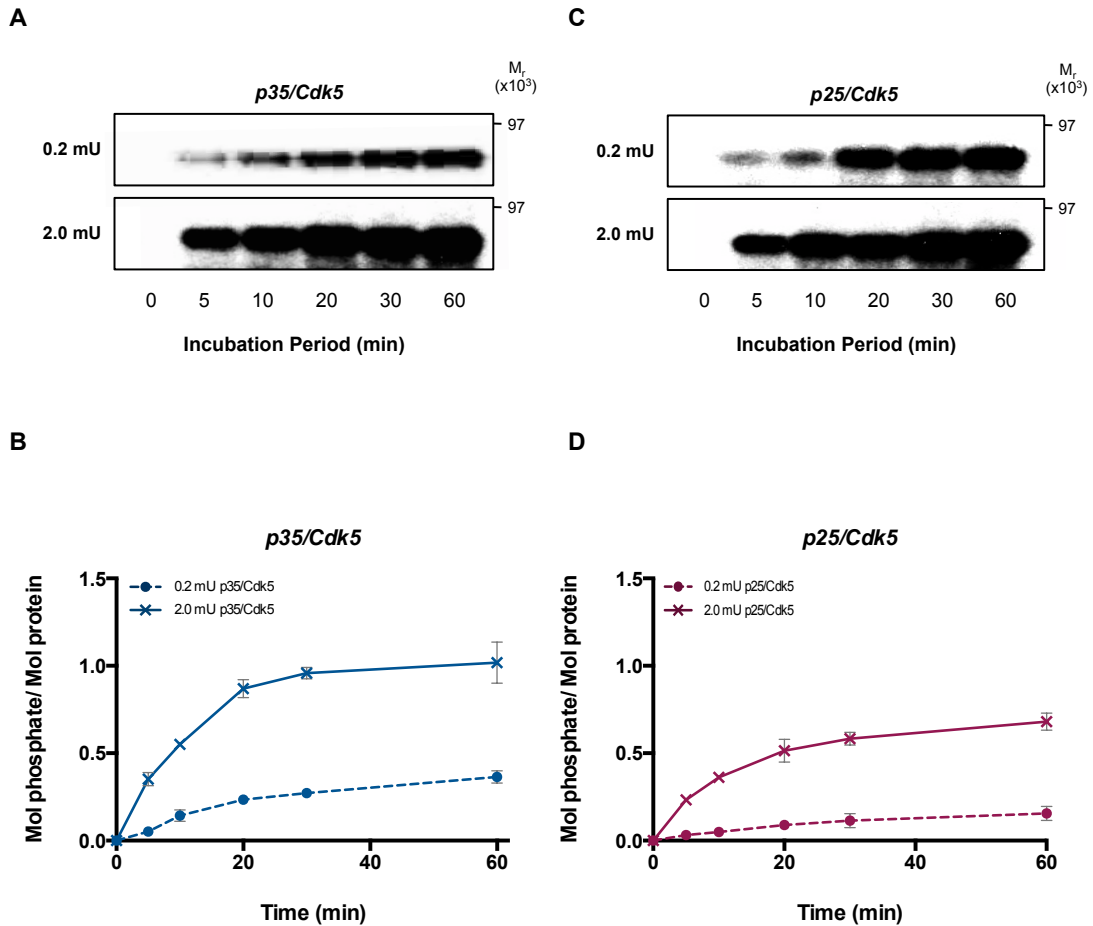 A
p35/Cdk5
Mr
(x10³)
0.2 mU
97
2.0 mU
97
0 5 10 20 30 60
Incubation Period (min)
C
p25/Cdk5
Mr
(x10³)
0.2 mU
97
2.0 mU
97
0 5 10 20 30 60
Incubation Period (min)
B
p35/Cdk5
0.2 mU p35/Cdk5
2.0 mU p35/Cdk5
Mol phosphate/ Mol protein
1.5
1.0
0.5
0.0
0 20 40 60
Time (min)
D
p25/Cdk5
0.2 mU p25/Cdk5
2.0 mU p25/Cdk5
Mol phosphate/ Mol protein
1.5
1.0
0.5
0.0
0 20 40 60
Time (min)